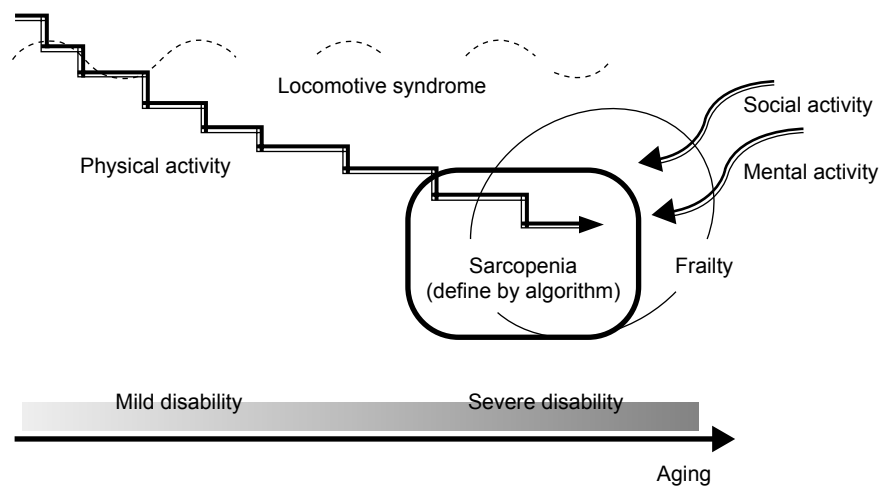 Locomotive syndrome
Social activity
Physical activity
Mental activity
Sarcopenia
(define by algorithm)
Frailty
Mild disability
Severe disability
Aging